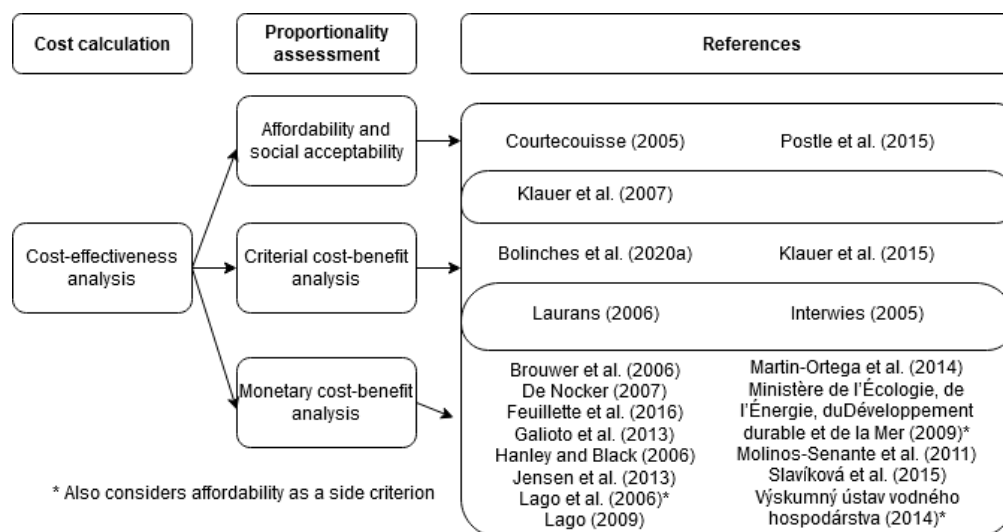 Cost calculation
Proportionality
assessment
References
Affordability and
social acceptability
Courtecouisse (2005)
Postle et al. (2015)
Klauer et al. (2007)
Cost-effectiveness
analysis
Criterial cost-benefit
analysis
Bolinches et al. (2020a)
Klauer et al. (2015)
Laurans (2006)
Interwies (2005)
Monetary cost-benefit
analysis
Brouwer et al. (2006)
De Nocker (2007)
Feuillette et al. (2016)
Galioto et al. (2013)
Hanley and Black (2006)
Jensen et al. (2013)
Lago et al. (2006)*
Lago (2009)
Martin-Ortega et al. (2014)
Ministère de l’Écologie, de
l’Énergie, duDéveloppement
durable et de la Mer (2009)*
Molinos-Senante et al. (2011)
Slavíková et al. (2015)
Výskumný ústav vodného
hospodárstva (2014)*
* Also considers affordability as a side criterion